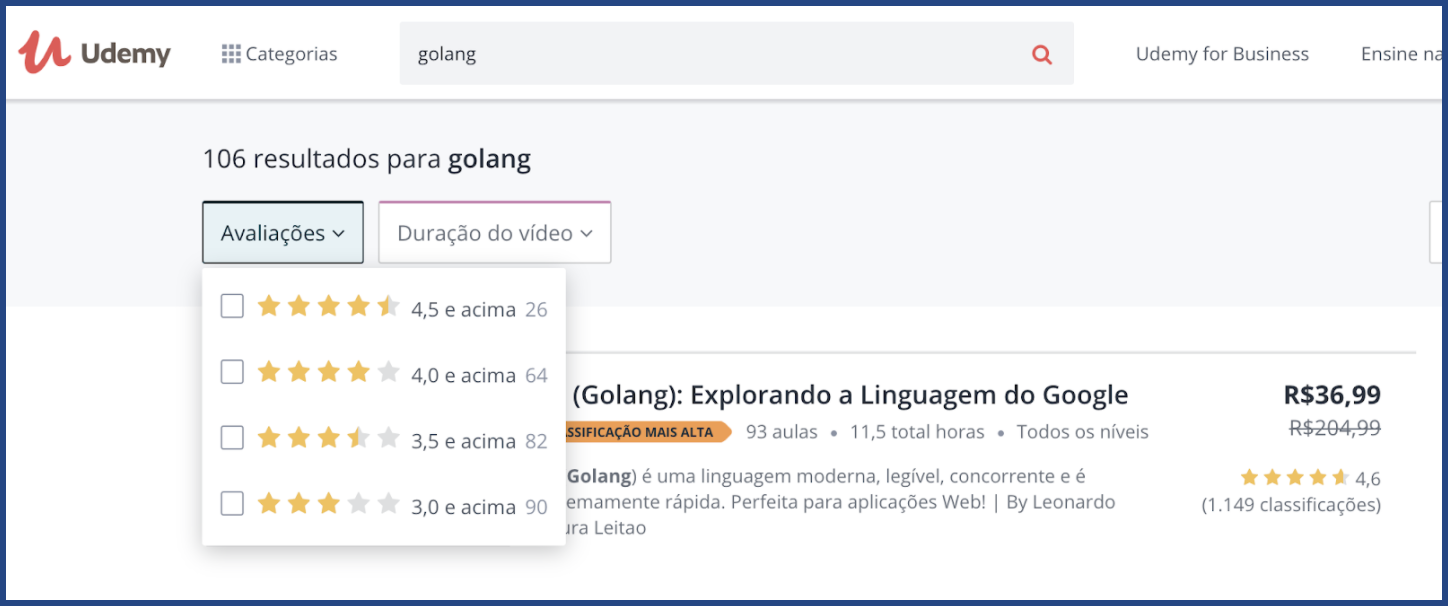 Udemy Categorias golang Udemy for Business Ensine na
106 resultados para golang
Avaliações Duração do vídeo
4,5 e acima 26
4,0 e acima 64
3,5 e acima 82
3,0 e acima 90
(Golang): Explorando a Linguagem do Google R$36,99
SSIFICAÇÃO MAIS ALTA 93 aulas • 11,5 total horas • Todos os níveis R$204,99
Golang) é uma linguagem moderna, legível, concorrente e é 4,6
emamente rápida. Perfeita para aplicações Web! | By Leonardo (1.149 classificações)
ura Leitao